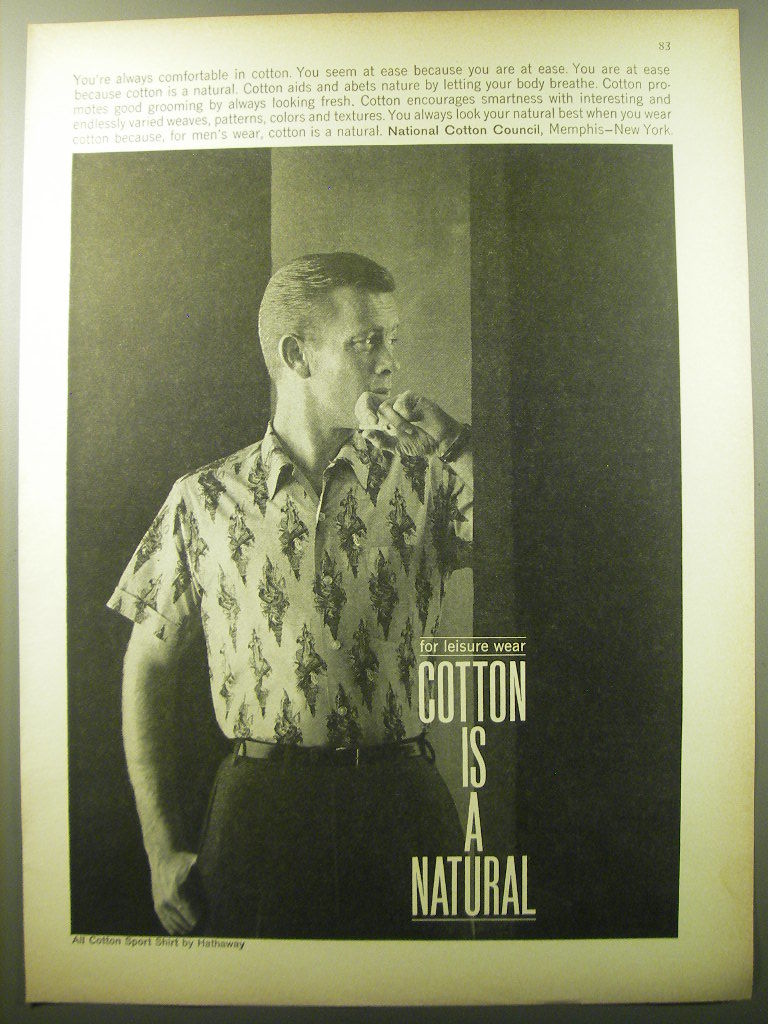 83
You're always comfortable in cotton. You seem at ease because you are at ease. You are at ease
because cotton is a natural. Cotton aids and abets nature by letting your body breathe. Cotton pro-
motes good grooming by always looking fresh. Cotton encourages smartness with interesting and
endlessly varied weaves, patterns, colors and textures. You always look your natural best when you wear
cotton because, for men's wear, cotton is a natural. National Cotton Council, Memphis—New York.
for leisure wear
COTTON
IS
A
NATURAL
All Cotton Sport Shirt by Hathaway